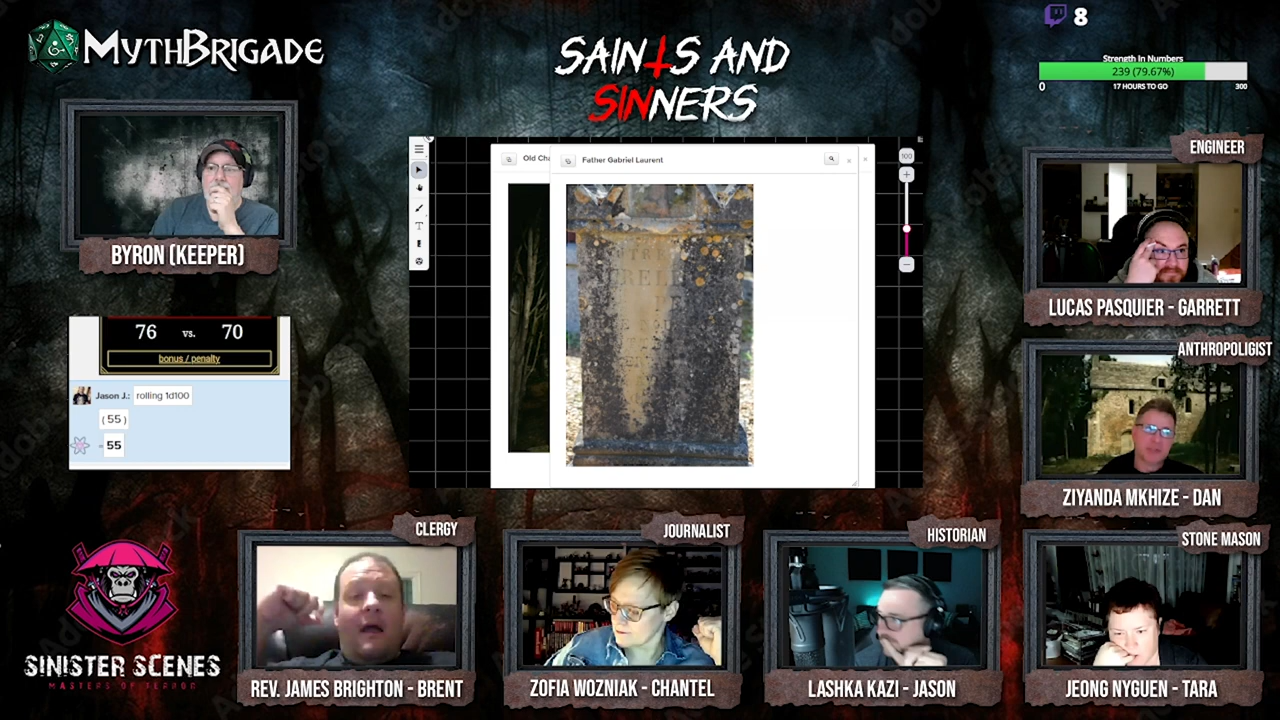 MYTHBRIGADE
SAINTS AND
SINNERS
8
Strength In Numbers
239 (79.67%)
0
17 HOURS TO GO
300
BYRON (KEEPER)
Old Cha
Father Gabriel Laurent
100
T
ENGINEER
LUCAS PASQUIER - GARRETT
76 vs. 70
bonus / penalty
Jason J.: rolling 1d100
( 55 )
= 55
ANTHROPOLIGIST
ZIYANDA MKHIZE - DAN
SINISTER SCENES
MASTERS OF TERROR
CLERGY
REV. JAMES BRIGHTON - BRENT
JOURNALIST
ZOFIA WOZNIAK - CHANTEL
HISTORIAN
LASHKA KAZI - JASON
STONE MASON
JEONG NYGUEN - TARA